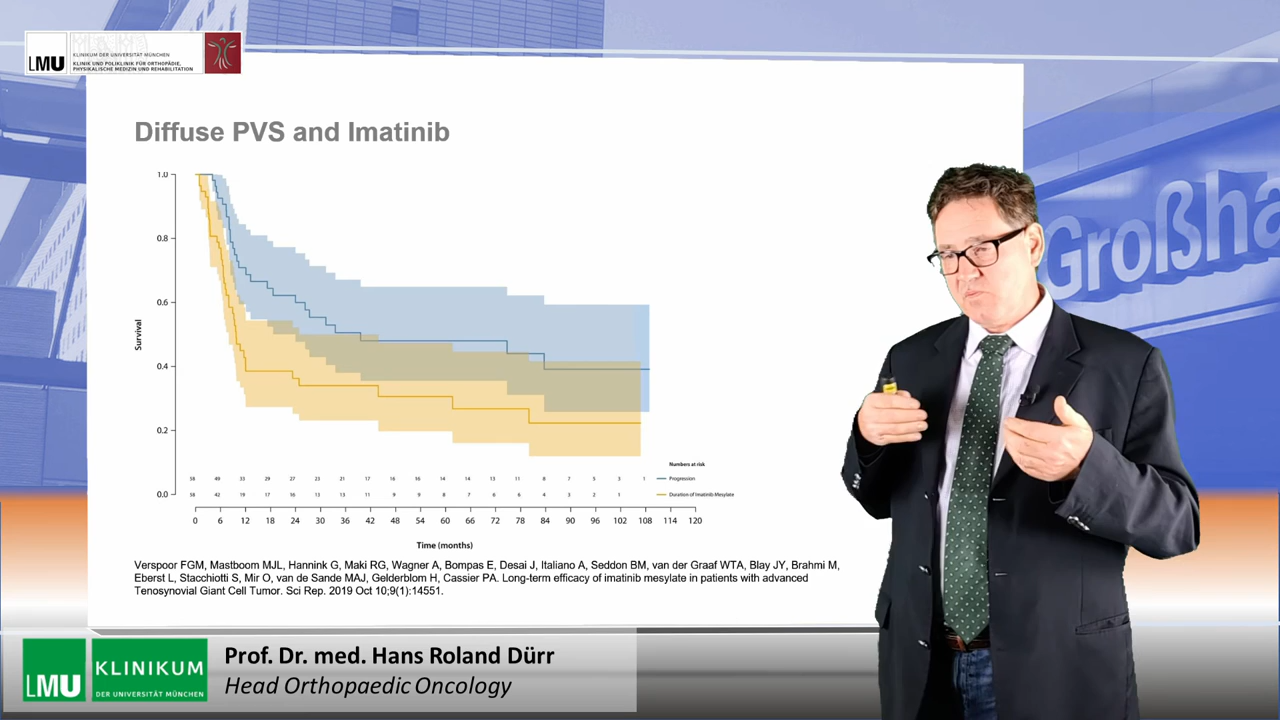 LMU
KLINIKUM DER UNIVERSITÄT MÜNCHEN
KLINIK UND POLIKLINIK FÜR ORTHOPÄDIE,
PHYSIKALISCHE MEDIZIN UND REHABILITATION
Diffuse PVS and Imatinib
1.0
0.8
0.6
0.4
0.2
0.0
Survival
Numbers at risk
58 49 33 29 27 23 21 17 16 16 14 14 13 11 8 7 5 3 1 Progression
58 42 19 17 16 13 13 11 9 9 8 7 6 6 4 3 2 1 Duration of Imatinib Mesylate
0 6 12 18 24 30 36 42 48 54 60 66 72 78 84 90 96 102 108 114 120
Time (months)
Verspoor FGM, Mastboom MJL, Hannink G, Maki RG, Wagner A, Bompas E, Desai J, Italiano A, Seddon BM, van der Graaf WTA, Blay JY, Brahimi M,
Eberst L, Stacchiotti S, Mir O, van de Sande MAJ, Gelderblom H, Cassier PA. Long-term efficacy of imatinib mesylate in patients with advanced
Tenosynovial Giant Cell Tumor. Sci Rep. 2019 Oct 10;9(1):14551.
Großha
LMU
KLINIKUM
DER UNIVERSITÄT MÜNCHEN
Prof. Dr. med. Hans Roland Dürr
Head Orthopaedic Oncology